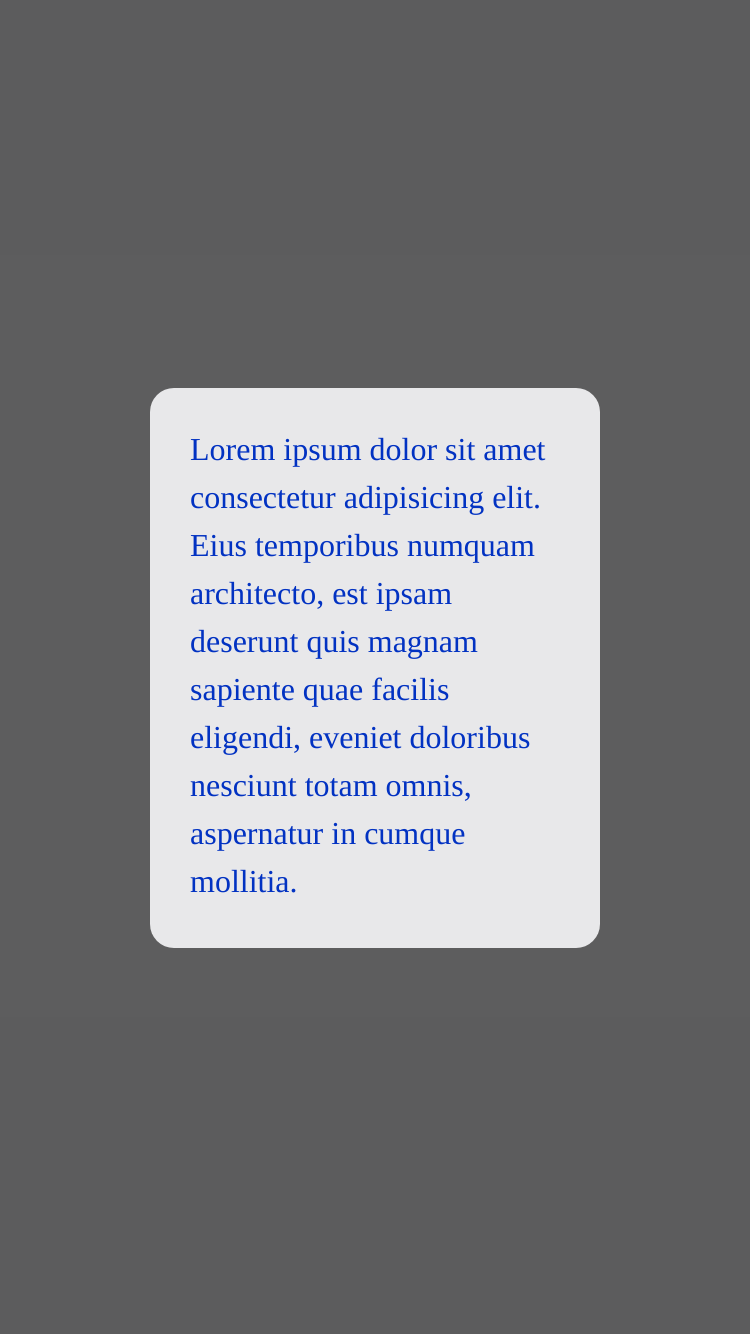 Lorem ipsum dolor sit amet
consectetur adipisicing elit.
Eius temporibus numquam
architecto, est ipsam
deserunt quis magnam
sapiente quae facilis
eligendi, eveniet doloribus
nesciunt totam omnis,
aspernatur in cumque
mollitia.